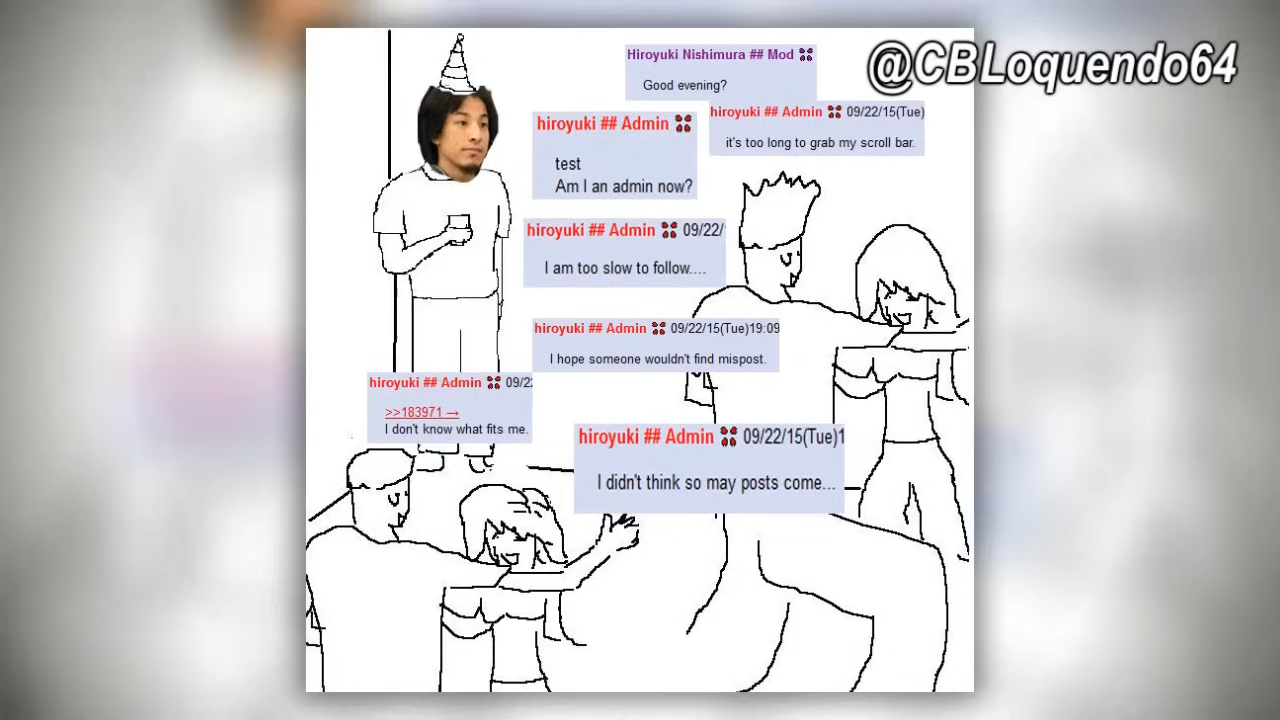 @CBLoquendo64
Hiroyuki Nishimura ## Mod
Good evening?
hiroyuki ## Admin 09/22/15(Tue)
it's too long to grab my scroll bar.
hiroyuki ## Admin
test
Am I an admin now?
hiroyuki ## Admin 09/22/
I am too slow to follow....
hiroyuki ## Admin 09/22/15(Tue)19:09
I hope someone wouldn't find mispost.
hiroyuki ## Admin 09/22
>>183971 →
I don't know what fits me.
hiroyuki ## Admin 09/22/15(Tue)1
I didn't think so may posts come...